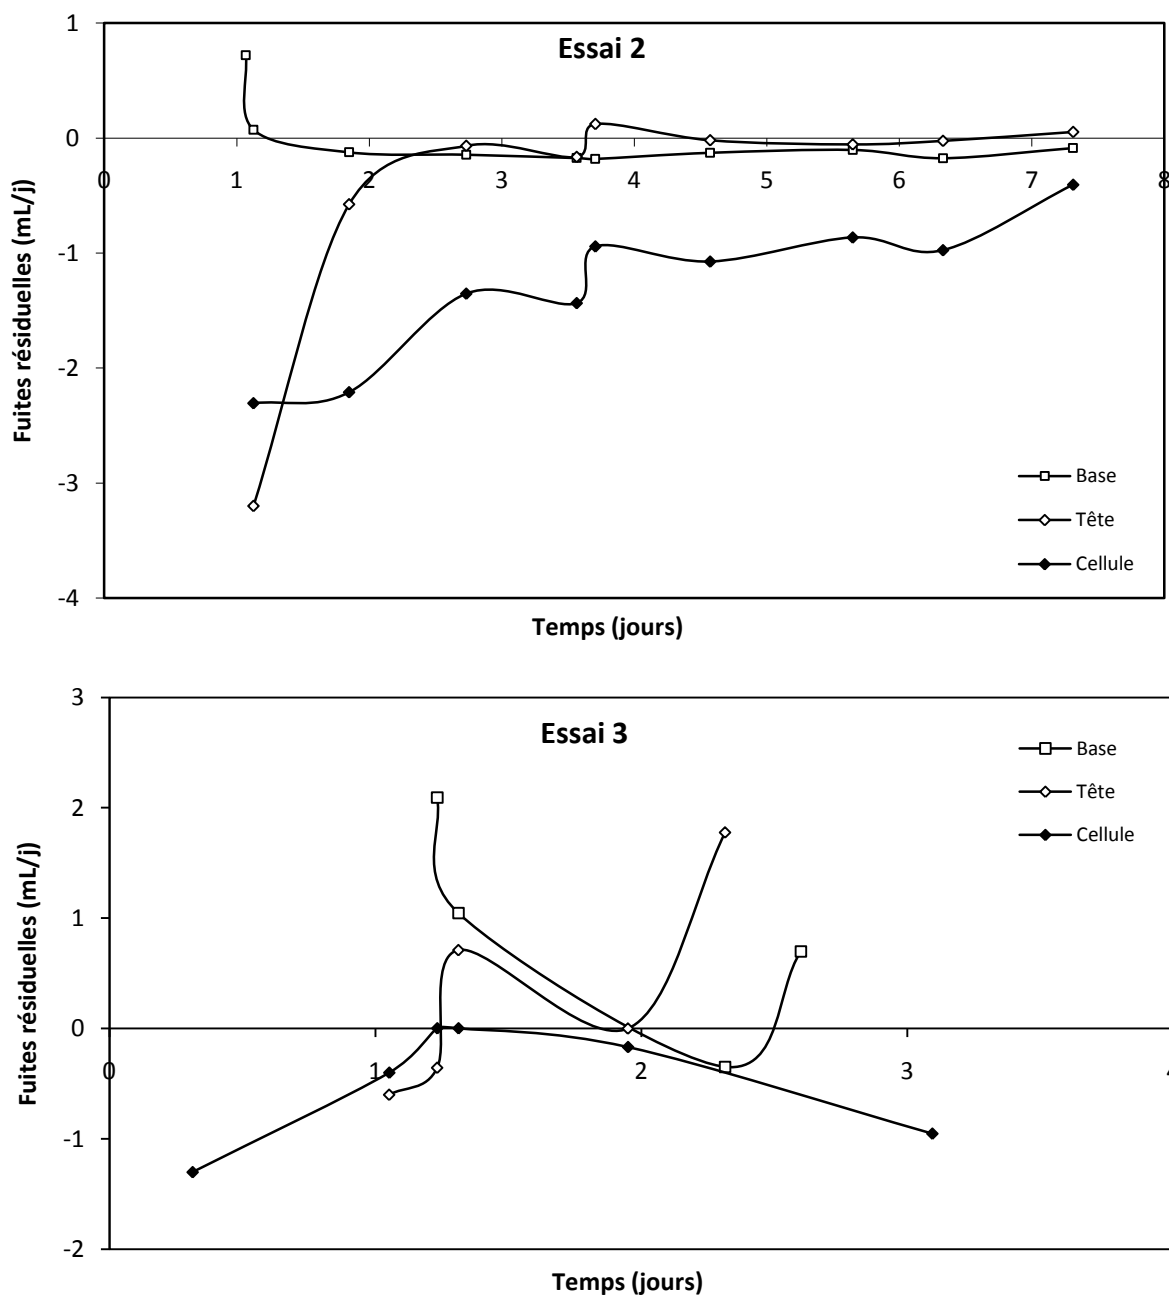 Essai 2
Fuites résiduelles (mL/j)
1
0
-1
-2
-3
-4
0 1 2 3 4 5 6 7 8
Base
Tête
Cellule
Temps (jours)
Essai 3
Fuites résiduelles (mL/j)
3
2
1
0
-1
-2
0 1 2 3 4
Base
Tête
Cellule
Temps (jours)